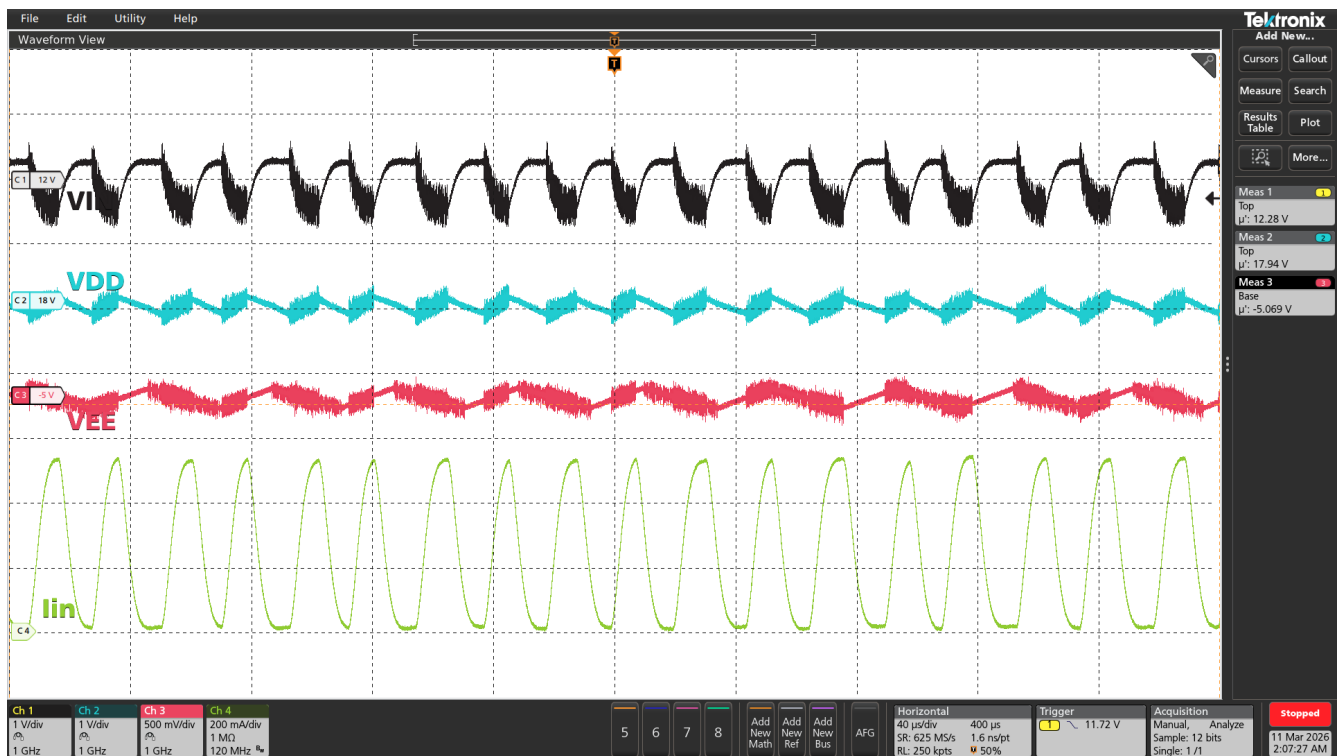 File Edit Utility Help
Tektronix
Waveform View
Add New...
T
T
Cursors Callout
Measure Search
Results Table Plot
More...
C1 12 V
VIN
Meas 1 1
Top
µ': 12.28 V
Meas 2 2
Top
µ': 17.94 V
Meas 3 3
Base
µ': -5.069 V
VDD
C2 18 V
C3 -5 V
VEE
Iin
C4
Ch 1
1 V/div
1 GHz
Ch 2
1 V/div
1 GHz
Ch 3
500 mV/div
1 GHz
Ch 4
200 mA/div
1 MΩ
120 MHz
5 6 7 8
Add New Math
Add New Ref
Add New Bus
AFG
Horizontal
40 µs/div 400 µs
SR: 625 MS/s 1.6 ns/pt
RL: 250 kpts 50%
Trigger
1 11.72 V
Acquisition
Manual, Analyze
Sample: 12 bits
Single: 1 /1
Stopped
11 Mar 2026
2:07:27 AM